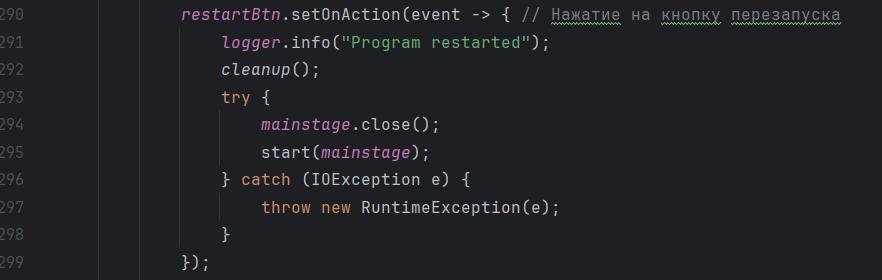 290 restartBtn.setOnAction(event -> { // Нажатие на кнопку перезапуска
291 logger.info("Program restarted");
292 cleanup();
293 try {
294 mainstage.close();
295 start(mainstage);
296 } catch (IOException e) {
297 throw new RuntimeException(e);
298 }
299 });